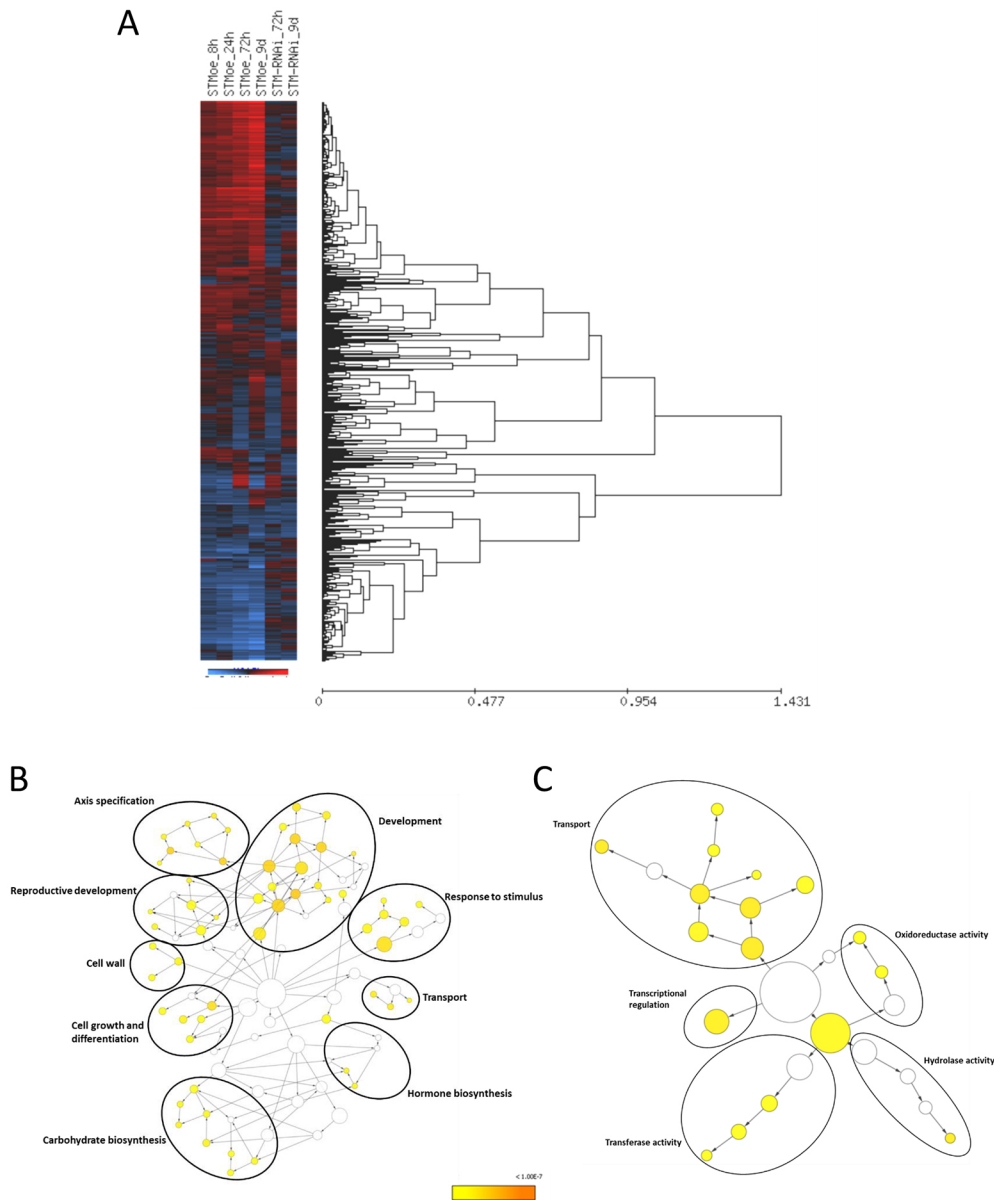 A
STMoe_8h
STMoe_24h
STMoe_72h
STMoe_9d
STM-RNAi_72h
STM-RNAi_9d
0
0.477
0.954
1.431
B
Axis specification
Development
Reproductive development
Response to stimulus
Cell wall
Transport
Cell growth and
differentiation
Hormone biosynthesis
Carbohydrate biosynthesis
< 1.00E-7
C
Transport
Oxidoreductase activity
Transcriptional
regulation
Hydrolase activity
Transferase activity